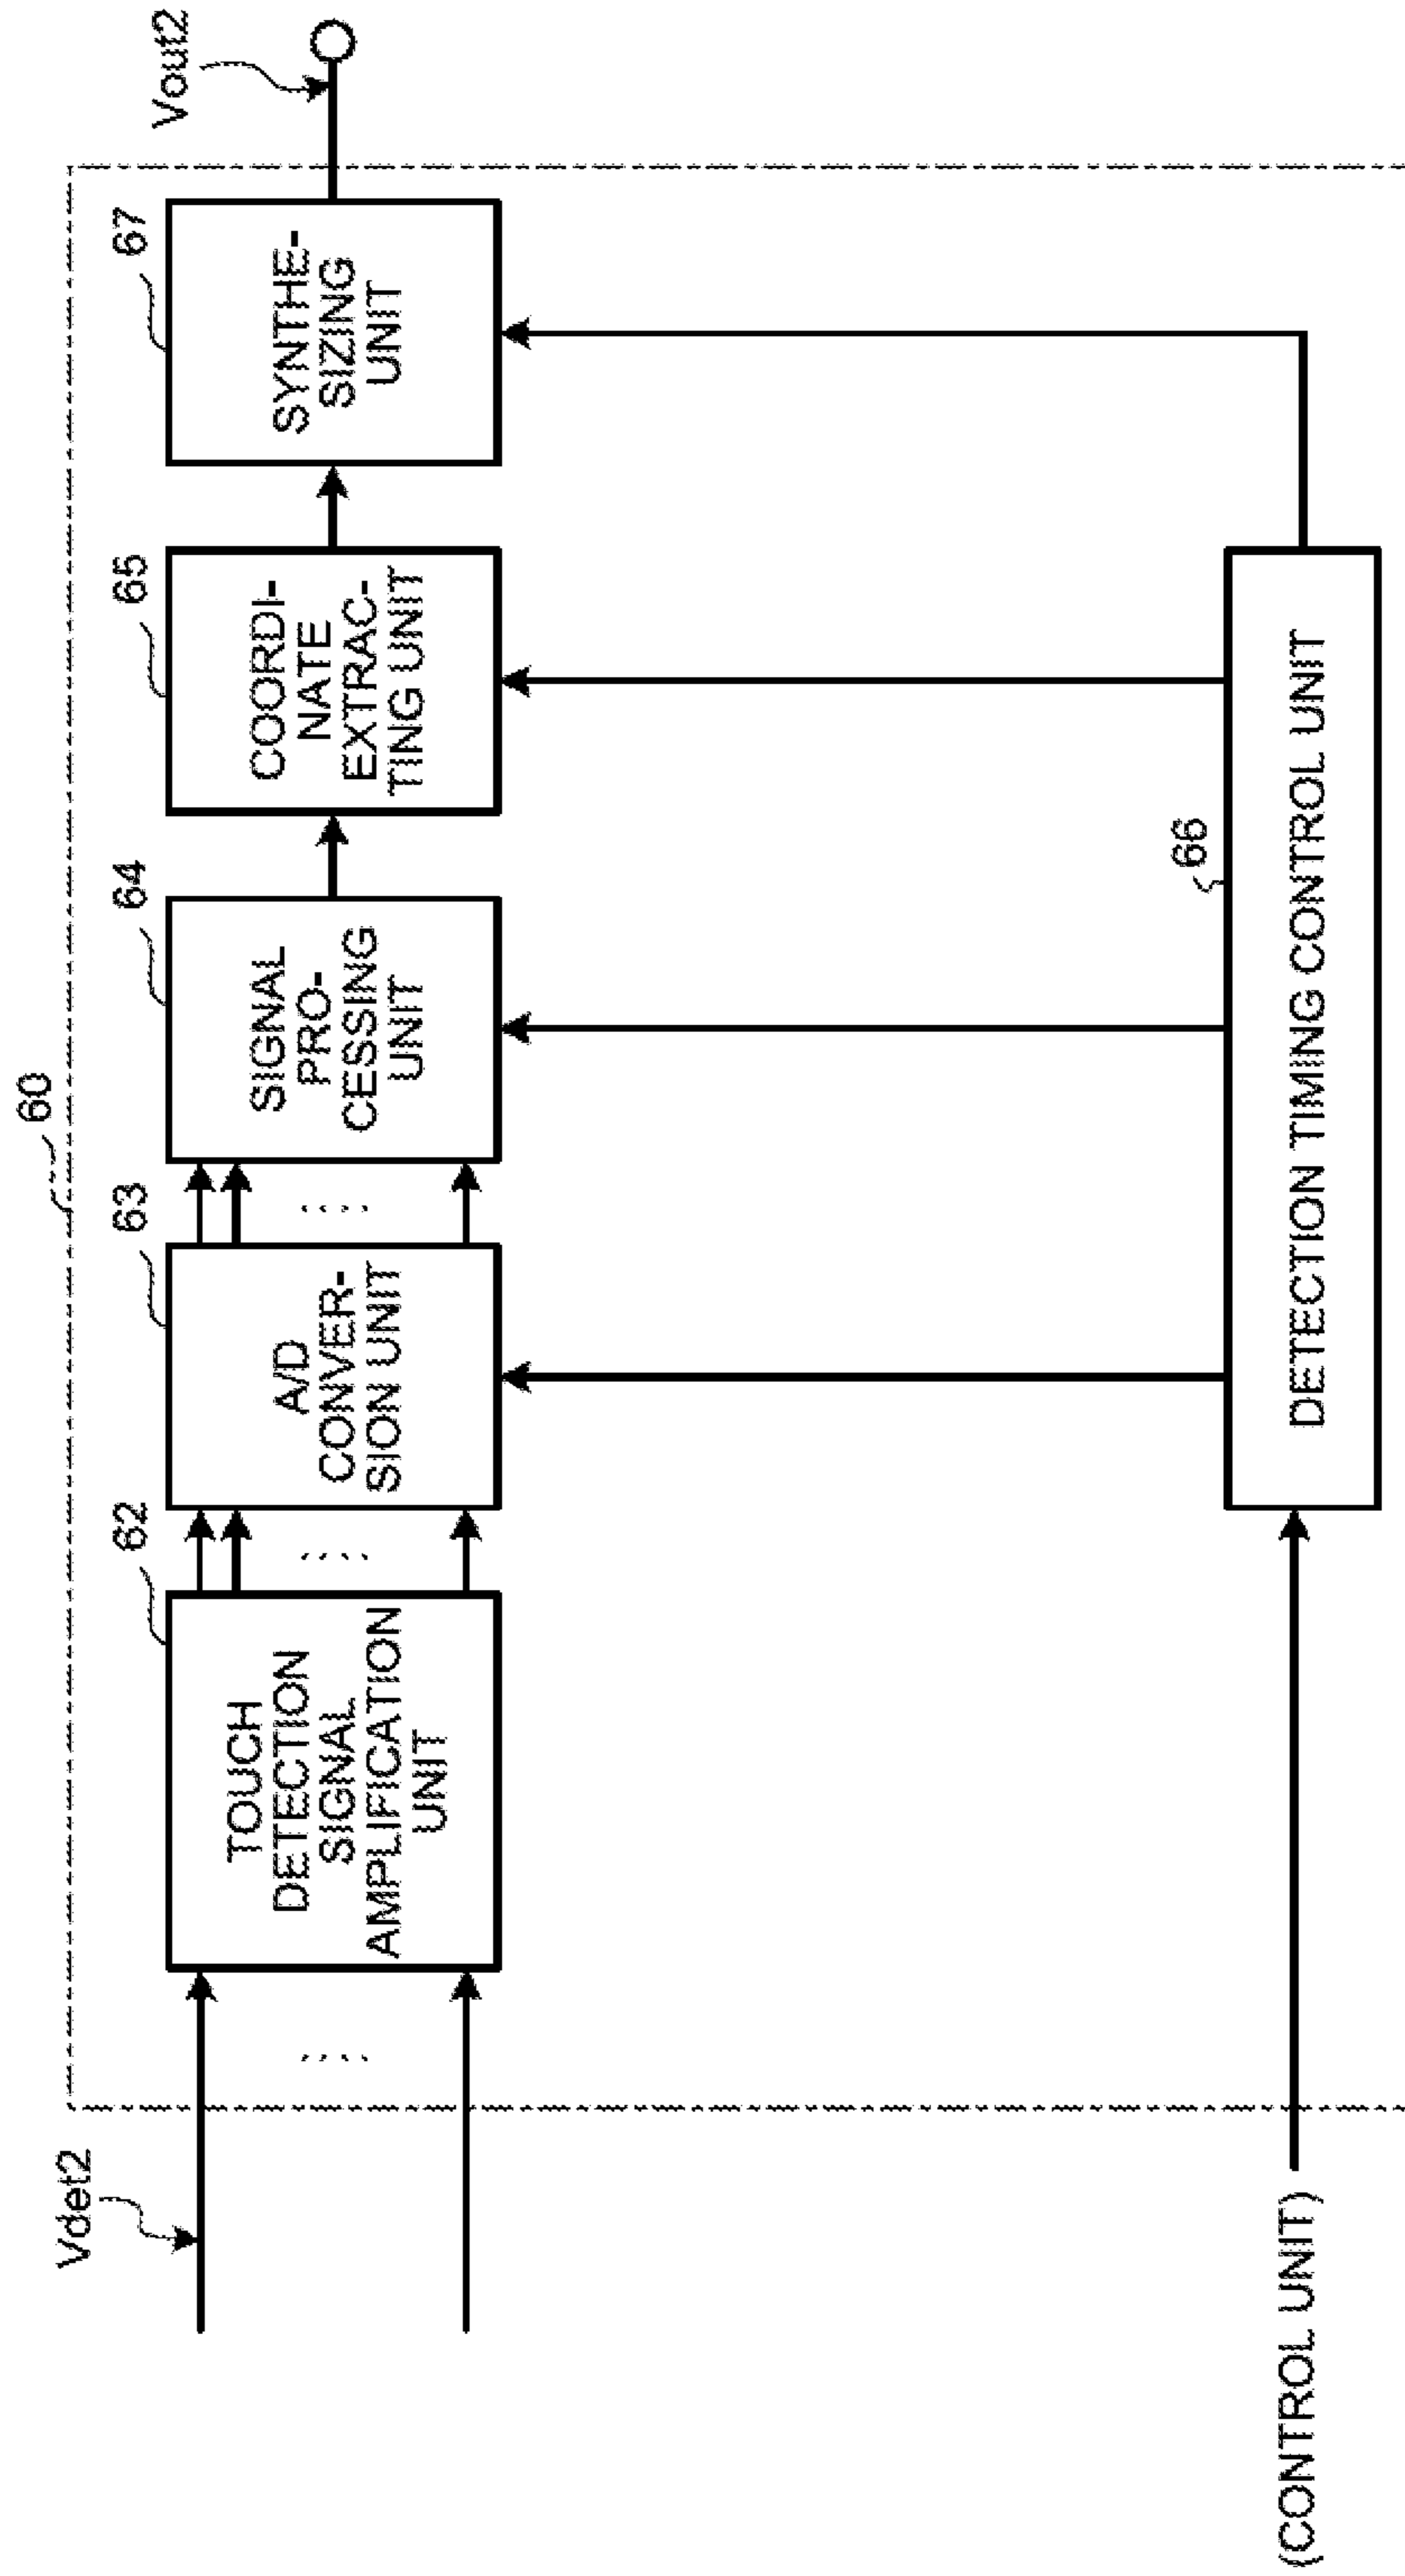 60
Vdet2
62
TOUCH
DETECTION
SIGNAL
AMPLIFICATION
UNIT
63
A/D
CONVER-
SION UNIT
64
SIGNAL
PRO-
CESSING
UNIT
65
COORDI-
NATE
EXTRAC-
TING UNIT
67
SYNTHE-
SIZING
UNIT
Vout2
66
DETECTION TIMING CONTROL UNIT
(CONTROL UNIT)